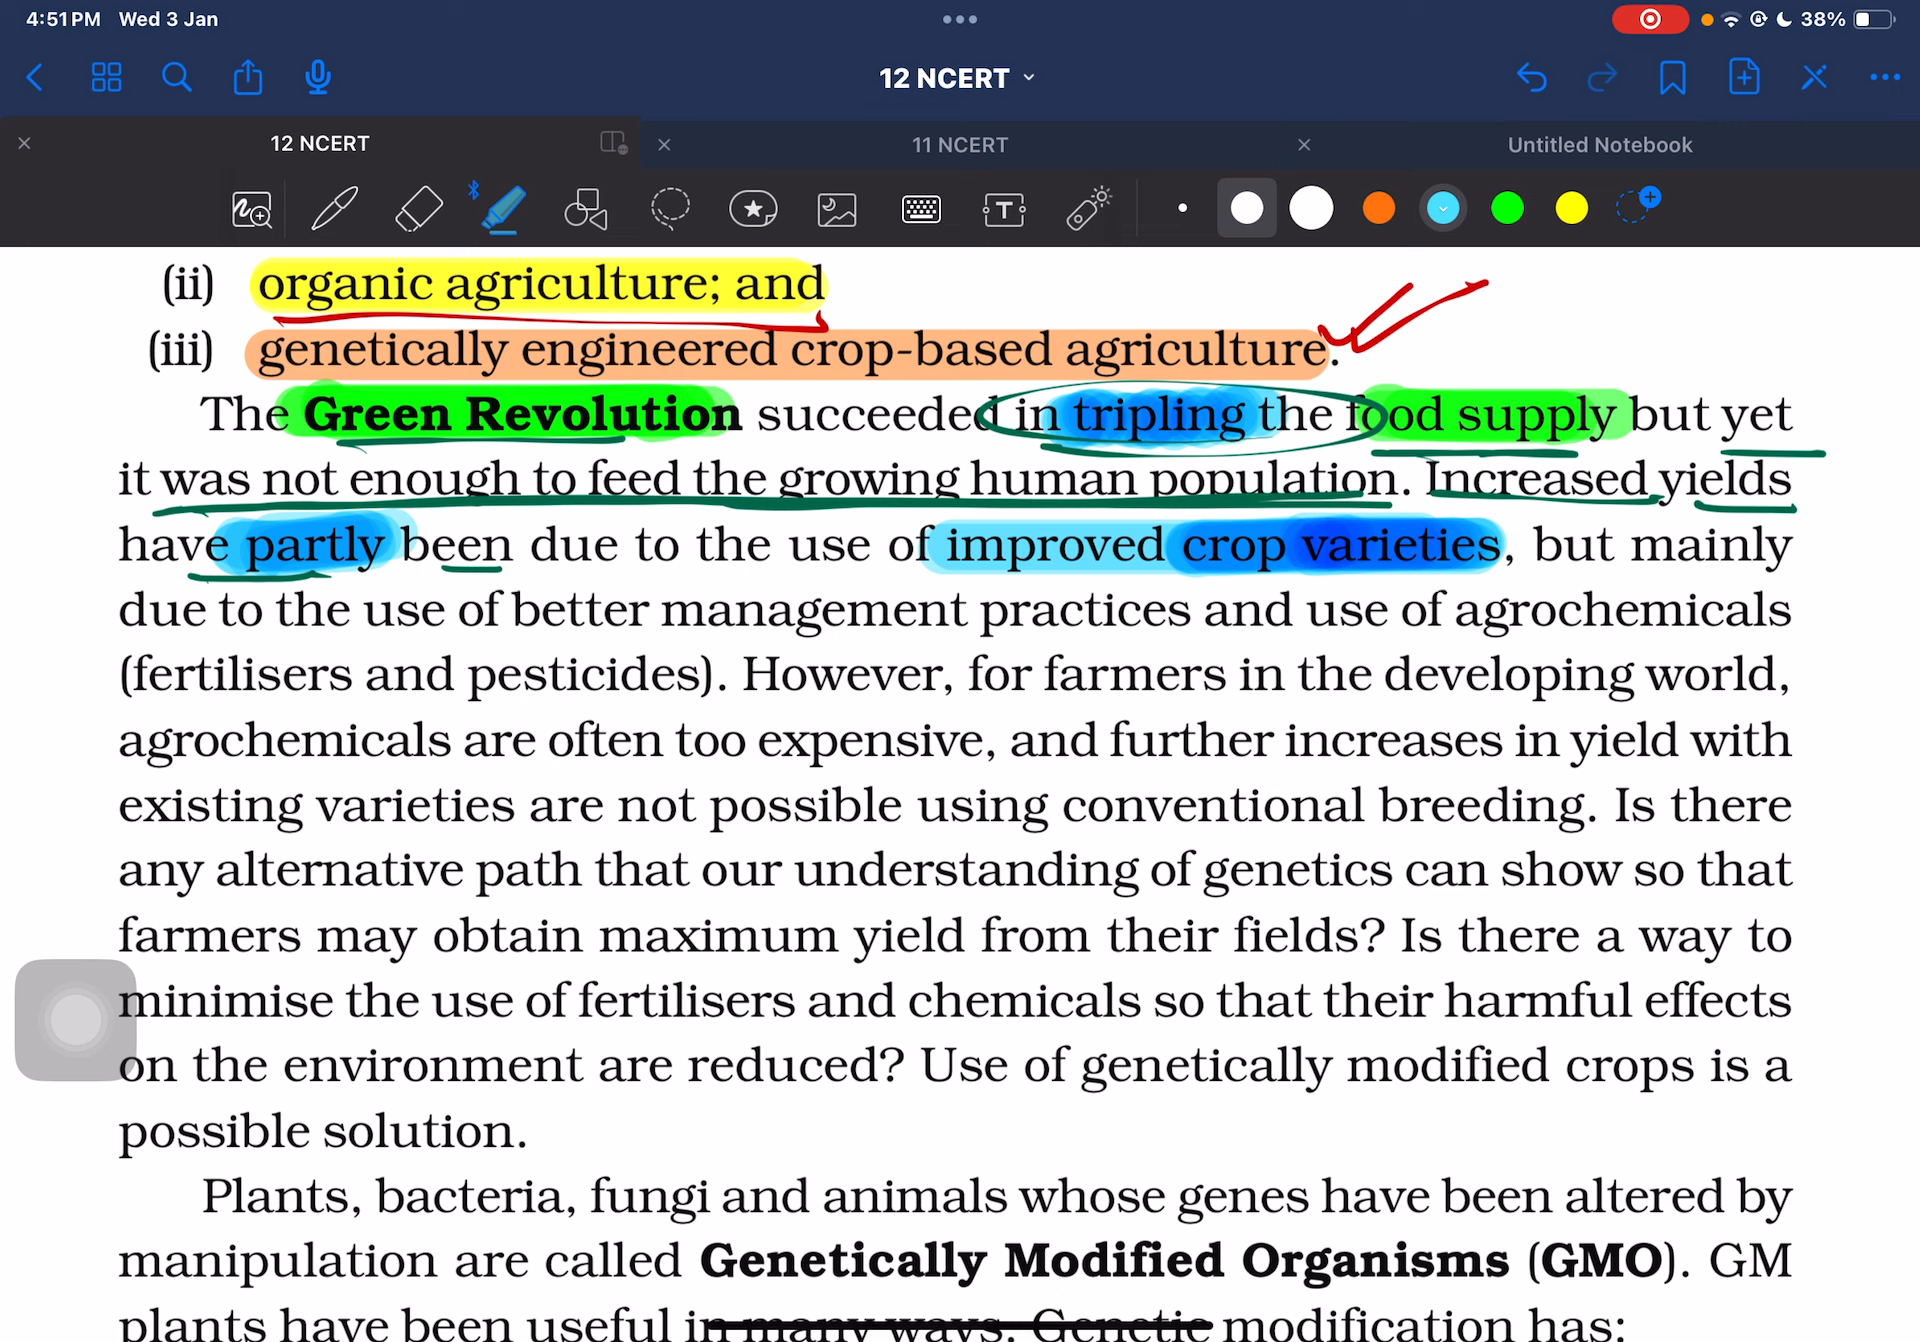 4:51 PM Wed 3 Jan
38%
12 NCERT
12 NCERT
11 NCERT
Untitled Notebook
T
(ii) organic agriculture; and
(iii) genetically engineered crop-based agriculture.
The Green Revolution succeeded in tripling the food supply but yet
it was not enough to feed the growing human population. Increased yields
have partly been due to the use of improved crop varieties, but mainly
due to the use of better management practices and use of agrochemicals
(fertilisers and pesticides). However, for farmers in the developing world,
agrochemicals are often too expensive, and further increases in yield with
existing varieties are not possible using conventional breeding. Is there
any alternative path that our understanding of genetics can show so that
farmers may obtain maximum yield from their fields? Is there a way to
minimise the use of fertilisers and chemicals so that their harmful effects
on the environment are reduced? Use of genetically modified crops is a
possible solution.
Plants, bacteria, fungi and animals whose genes have been altered by
manipulation are called Genetically Modified Organisms (GMO). GM
plants have been useful in many ways. Genetic modification has: